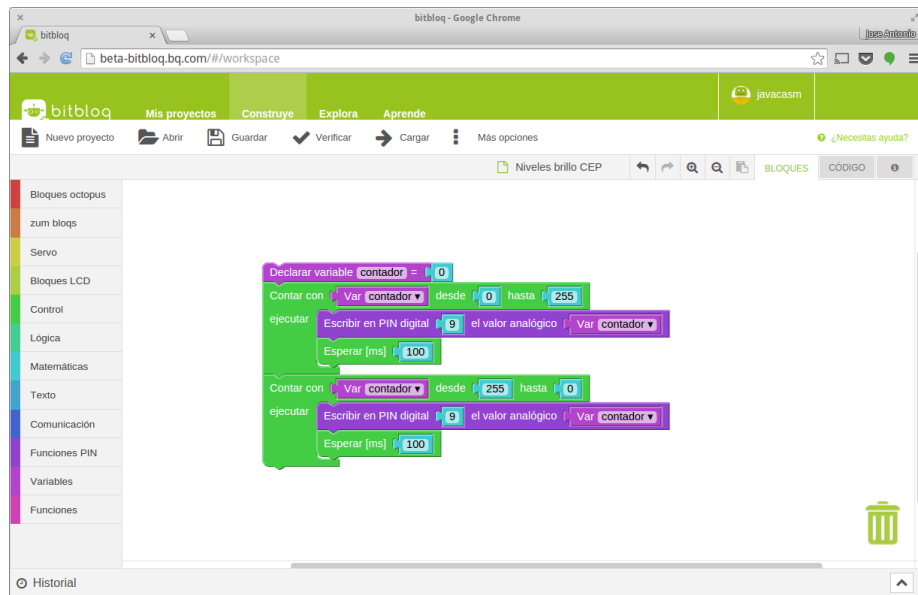 bitbloq - Google Chrome
bitbloq
Jose Antonio
beta-bitbloq.bq.com/#/workspace
bitbloq Mis proyectos Construye Explora Aprende javacasm
Nuevo proyecto Abrir Guardar Verificar Cargar Más opciones ¿Necesitas ayuda?
Niveles brillo CEP BLOQUES CÓDIGO
Bloques octopus
zum bloqs
Servo
Bloques LCD
Control
Lógica
Matemáticas
Texto
Comunicación
Funciones PIN
Variables
Funciones
Declarar variable contador = 0
Contar con Var contador desde 0 hasta 255
ejecutar Escribir en PIN digital 9 el valor analógico Var contador
Esperar [ms] 100
Contar con Var contador desde 255 hasta 0
ejecutar Escribir en PIN digital 9 el valor analógico Var contador
Esperar [ms] 100
Historial